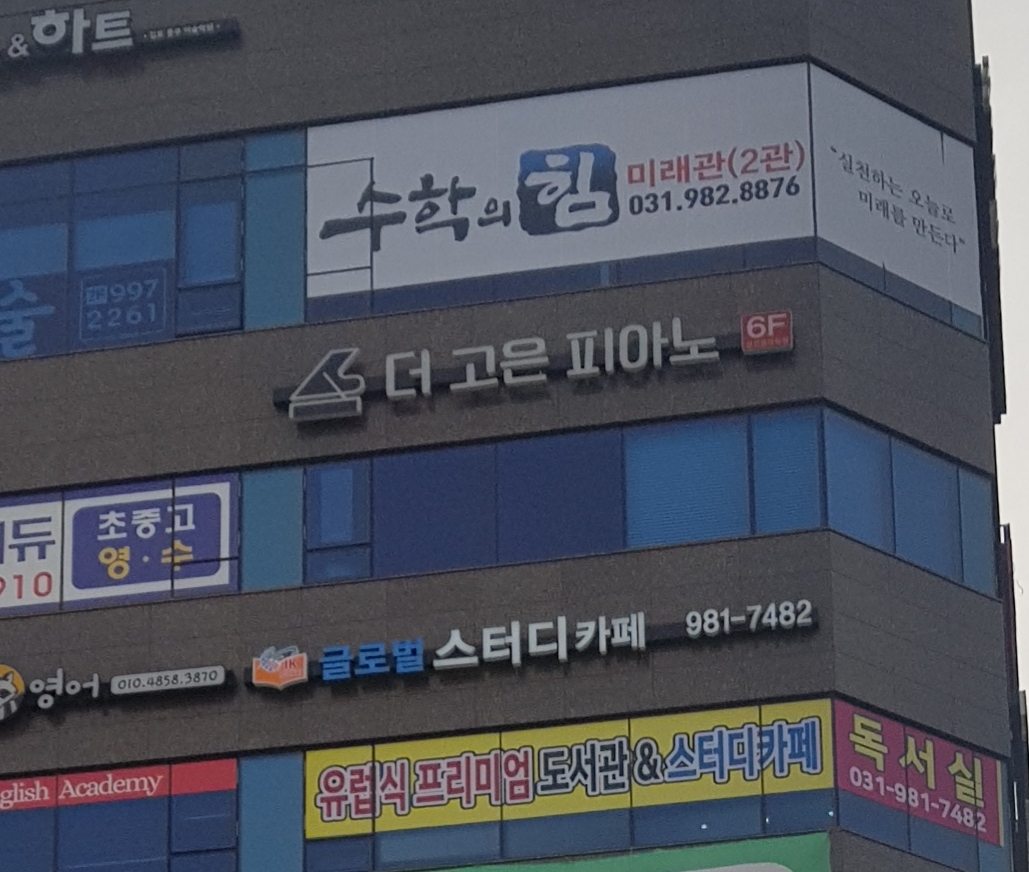 &하트
수학의힘 미래관(2관)
031.982.8876
"실천하는 오늘로
미래를 만든다"
술
997
2261
더 고은 피아노 6F
듀
910
초중고
영·수
영어 010.4858.3870
글로벌 스터디카페 981-7482
glish Academy
유럽식 프리미엄 도서관 & 스터디카페
독서실
031-981-7482